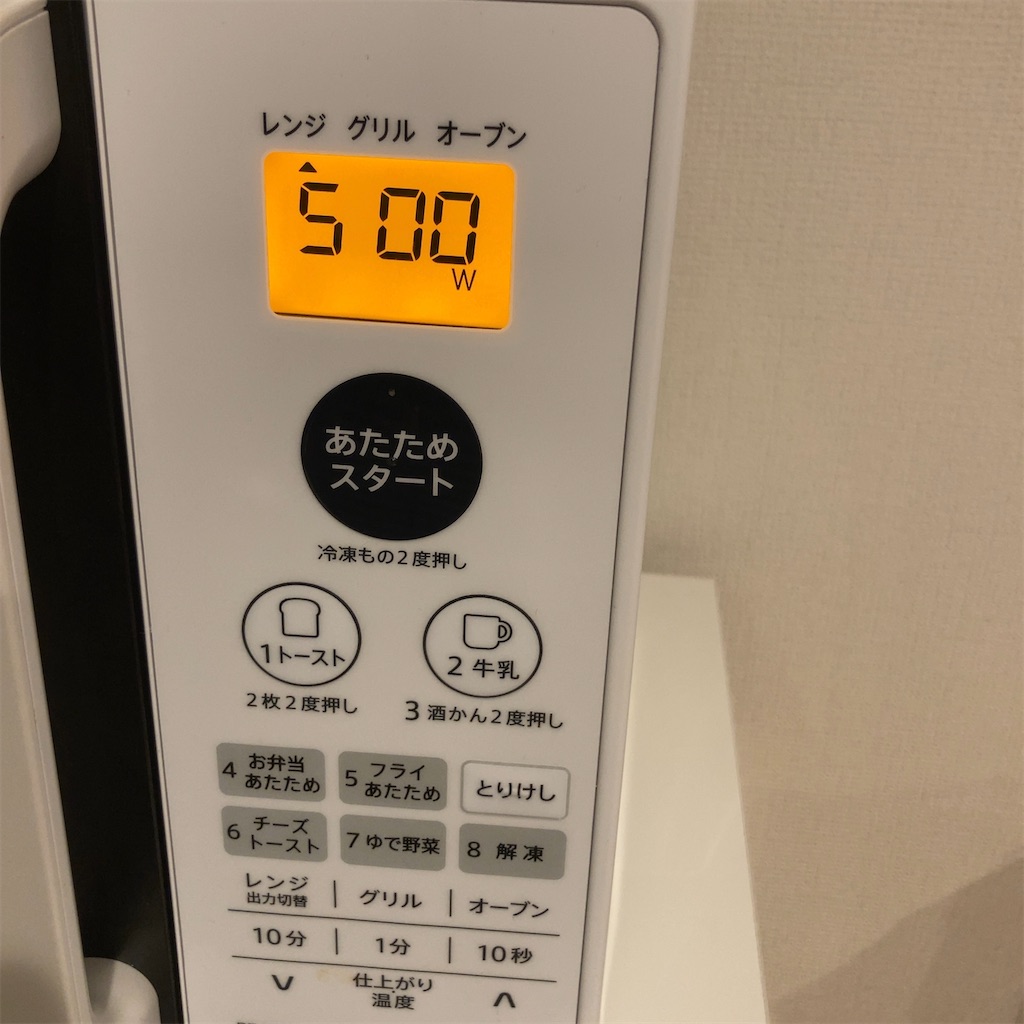 レンジ グリル オーブン
500
W
あたため
スタート
冷凍もの2度押し
1トースト
2枚2度押し
2 牛乳
3 酒かん2度押し
4 お弁当
あたため
5 フライ
あたため
とりけし
6 チーズ
トースト
7 ゆで野菜
8 解凍
レンジ
出力切替
グリル
オーブン
10分
1分
10秒
仕上がり
温度